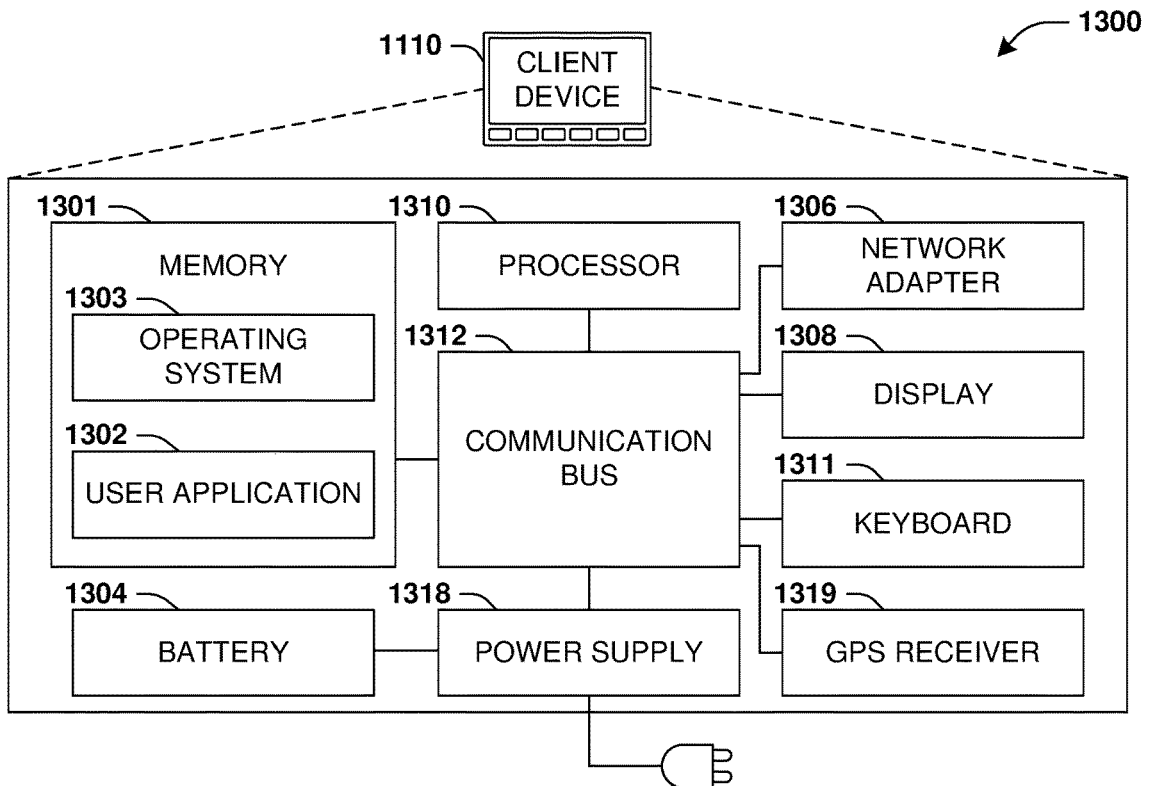 1300
1110
CLIENT
DEVICE
1301
MEMORY
1303
OPERATING
SYSTEM
1302
USER APPLICATION
1304
BATTERY
1310
PROCESSOR
1312
COMMUNICATION
BUS
1318
POWER SUPPLY
1306
NETWORK
ADAPTER
1308
DISPLAY
1311
KEYBOARD
1319
GPS RECEIVER